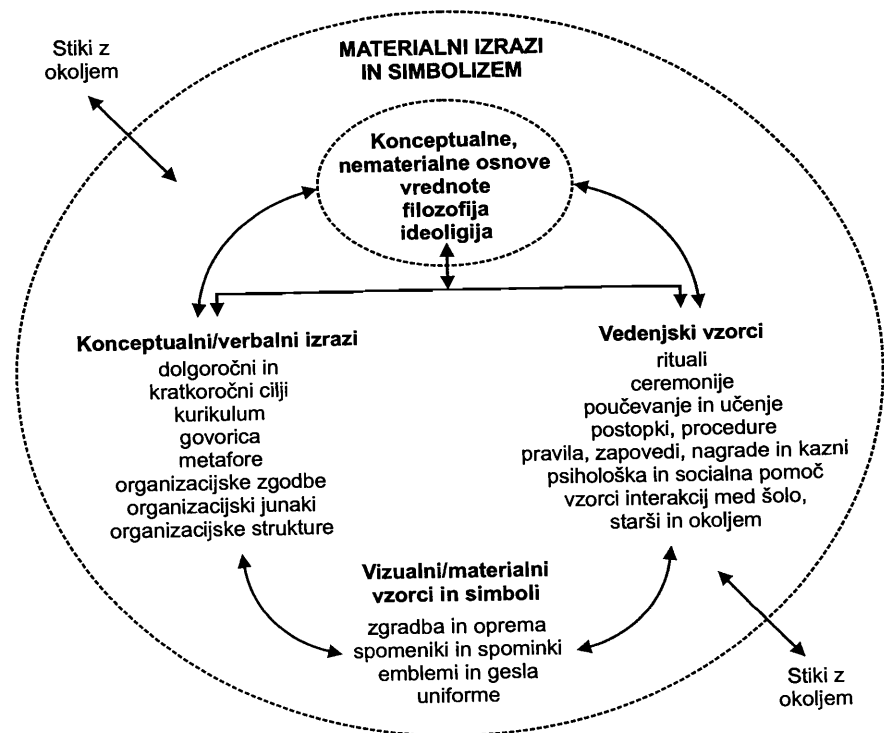 Stiki z
okoljem
MATERIALNI IZRAZI
IN SIMBOLIZEM
Konceptualne,
nematerialne osnove
vrednote
filozofija
ideoligija
Konceptualni/verbalni izrazi
dolgoročni in
kratkoročni cilji
kurikulum
govorica
metafore
organizacijske zgodbe
organizacijski junaki
organizacijske strukture
Vedenjski vzorci
rituali
ceremonije
poučevanje in učenje
postopki, procedure
pravila, zapovedi, nagrade in kazni
psihološka in socialna pomoč
vzorci interakcij med šolo,
starši in okoljem
Vizualni/materialni
vzorci in simboli
zgradba in oprema
spomeniki in spominki
emblemi in gesla
uniforme
Stiki z
okoljem